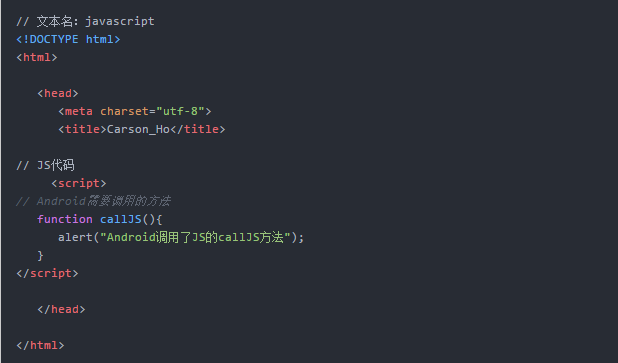 // 文本名：javascript
<!DOCTYPE html>
<html>
<head>
<meta charset="utf-8">
<title>Carson_Ho</title>
// JS代码
<script>
// Android需要调用的方法
function callJS(){
alert("Android调用了JS的callJS方法");
}
</script>
</head>
</html>